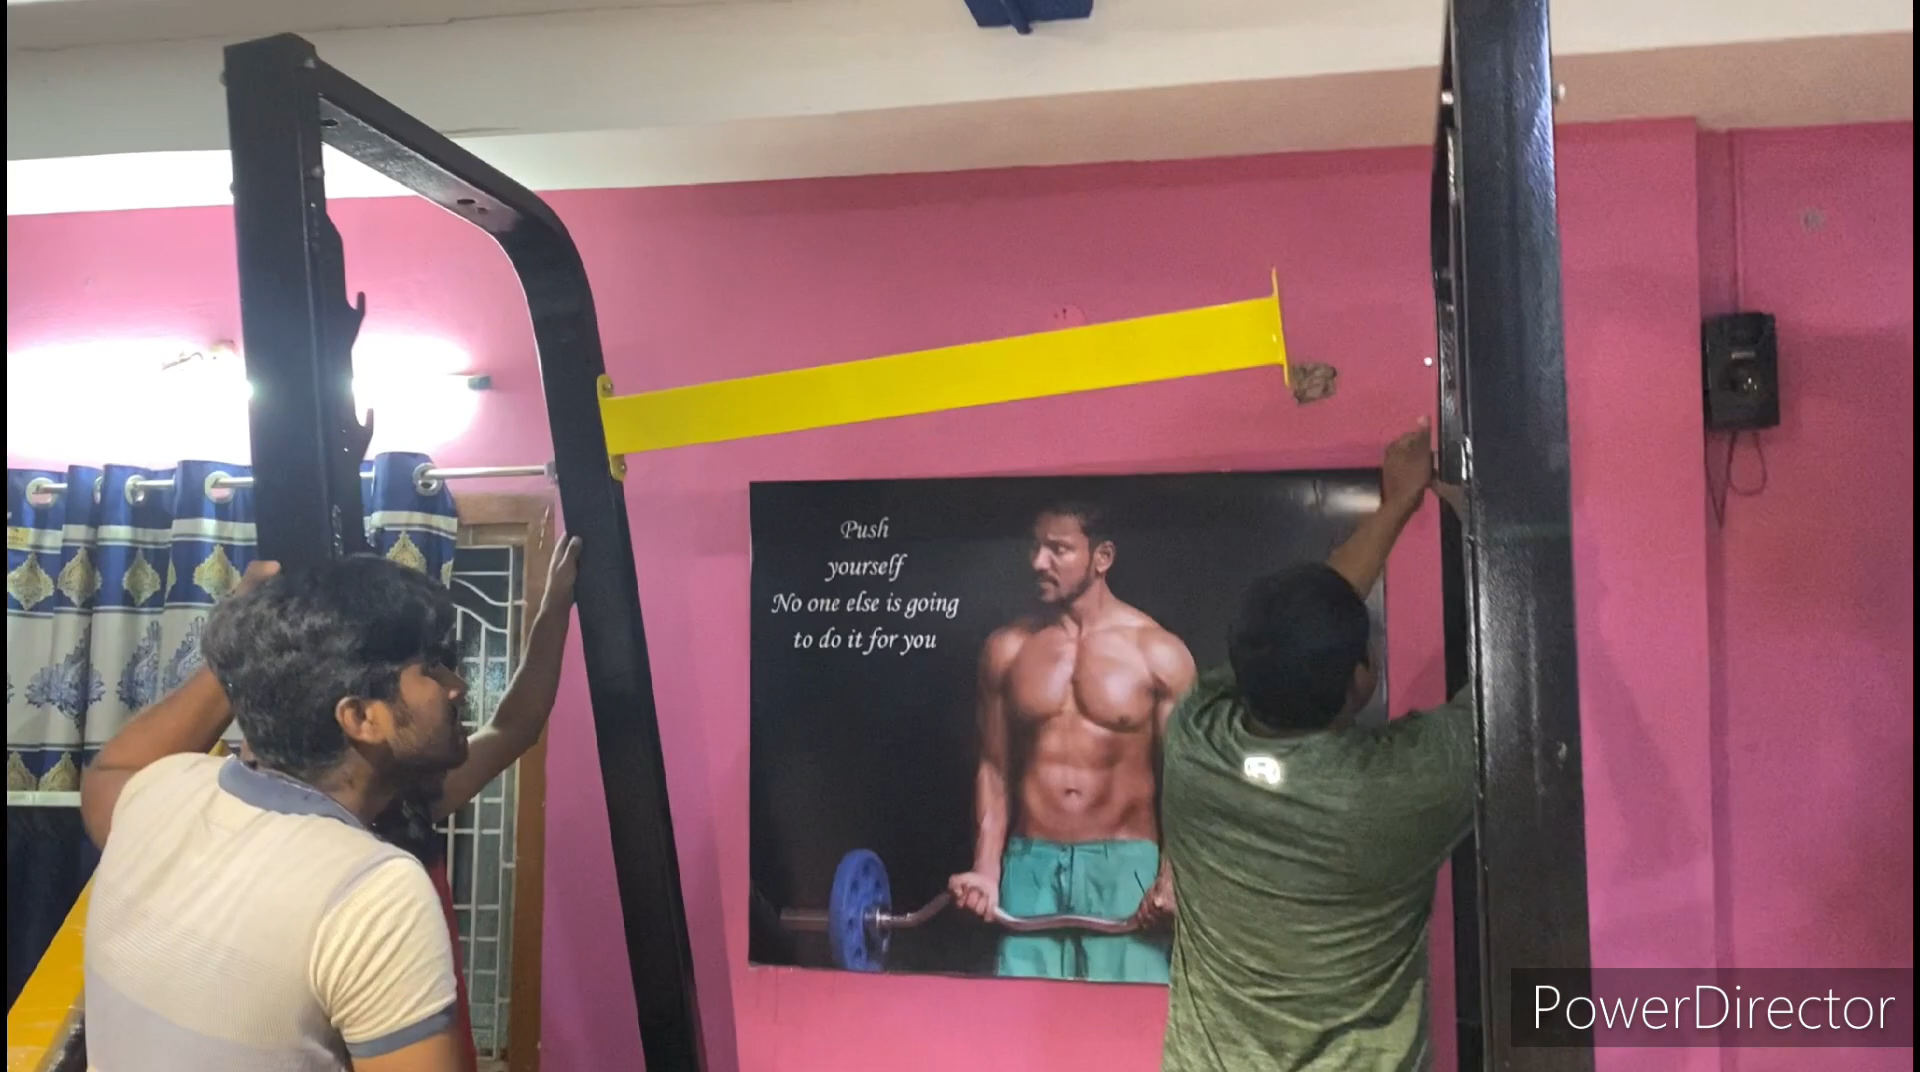 Push
yourself
No one else is going
to do it for you
PowerDirector